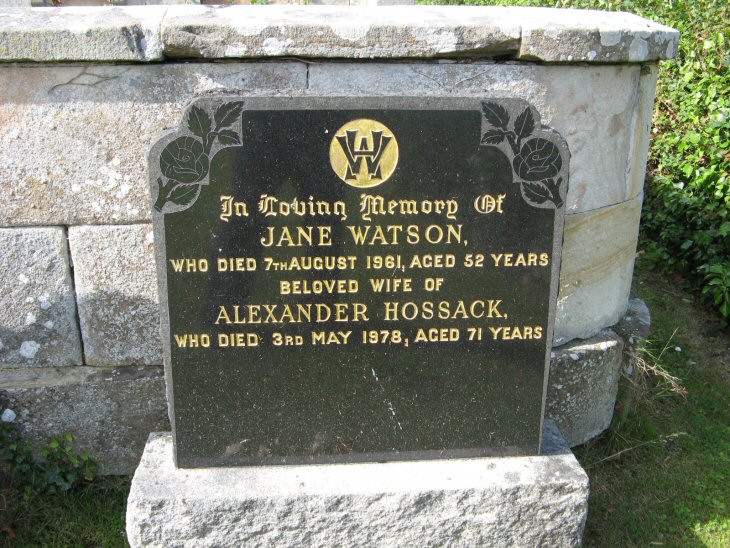 In Loving Memory Of
JANE WATSON,
WHO DIED 7TH AUGUST 1961, AGED 52 YEARS
BELOVED WIFE OF
ALEXANDER HOSSACK,
WHO DIED 3RD MAY 1978, AGED 71 YEARS